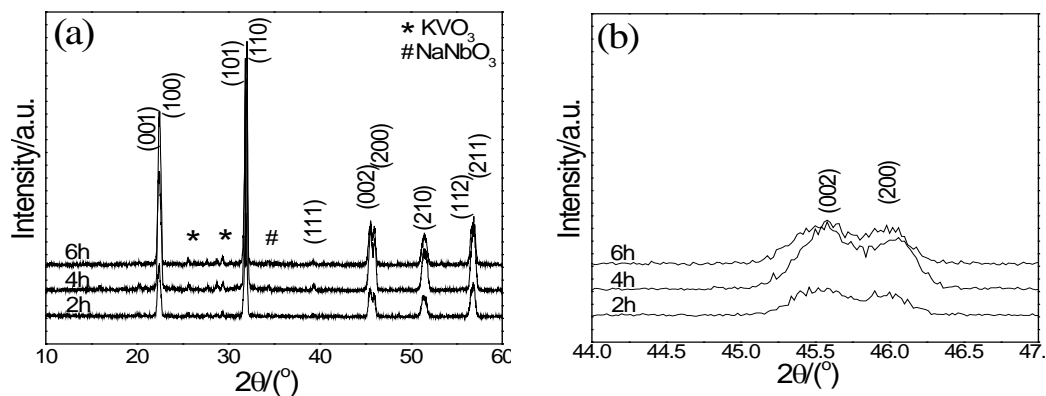 (a)
* KVO3
#NaNbO3
Intensity/a.u.
(001)
(100)
(101)
(110)
(111)
(002)
(200)
(210)
(112)
(211)
* * #
6h
4h
2h
10 20 30 40 50 60
2θ/(°)
(b)
Intensity/a.u.
(002)
(200)
6h
4h
2h
44.0 44.5 45.0 45.5 46.0 46.5 47.
2θ/(°)